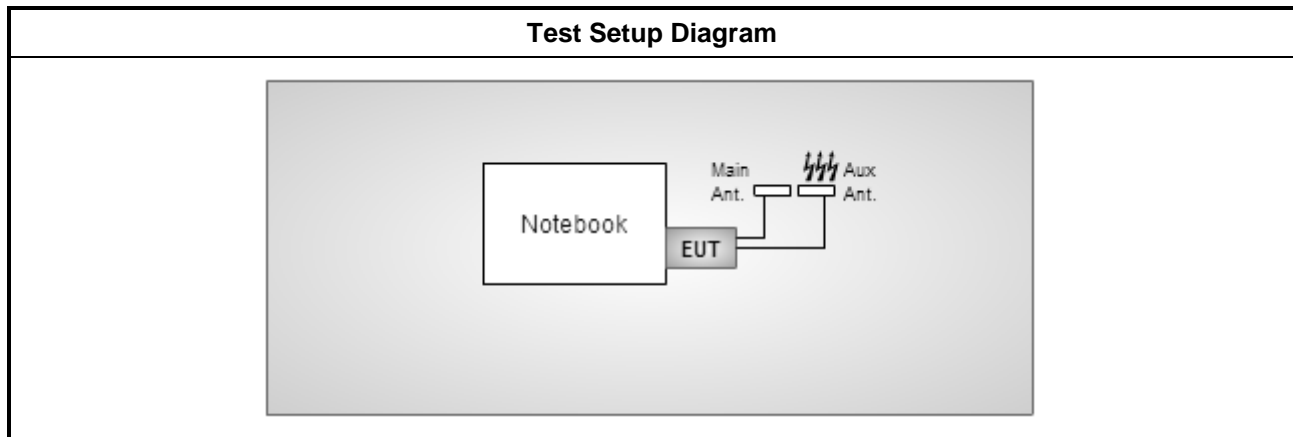 Test Setup Diagram
Notebook
EUT
Main
Ant.
Aux
Ant.